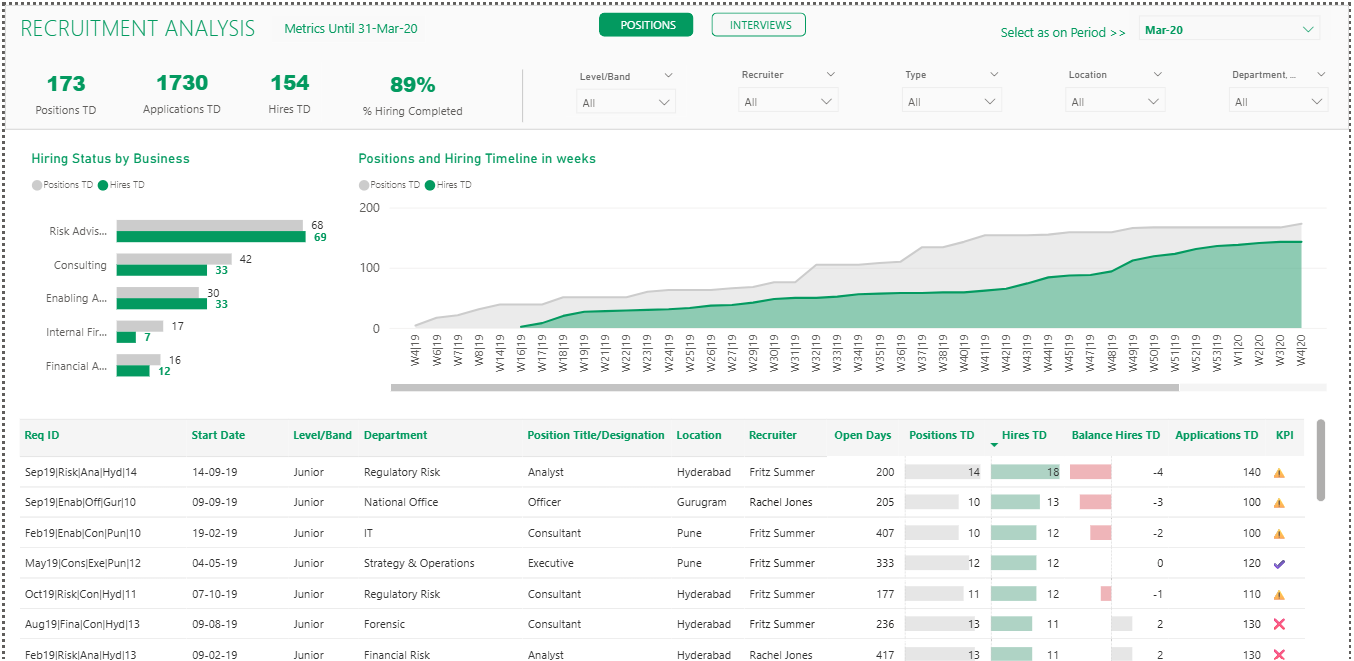 RECRUITMENT ANALYSIS Metrics Until 31-Mar-20 POSITIONS INTERVIEWS Select as on Period >> Mar-20
173 1730 154 89%
Positions TD Applications TD Hires TD % Hiring Completed
Level/Band Recruiter Type Location Department, ...
All All All All All
Hiring Status by Business
Positions TD Hires TD
Risk Advis... 68 69
Consulting 42 33
Enabling A... 30 33
Internal Fir... 17 7
Financial A... 16 12
Positions and Hiring Timeline in weeks
Positions TD Hires TD
200
100
0
W4|19 W6|19 W7|19 W8|19 W14|19 W16|19 W17|19 W18|19 W19|19 W21|19 W22|19 W23|19 W24|19 W25|19 W26|19 W27|19 W29|19 W30|19 W31|19 W32|19 W33|19 W34|19 W35|19 W36|19 W37|19 W38|19 W40|19 W41|19 W42|19 W43|19 W44|19 W45|19 W47|19 W48|19 W49|19 W50|19 W51|19 W52|19 W53|19 W1|20 W2|20 W3|20 W4|20
Req ID Start Date Level/Band Department Position Title/Designation Location Recruiter Open Days Positions TD Hires TD Balance Hires TD Applications TD KPI
Sep19|Risk|Ana|Hyd|14 14-09-19 Junior Regulatory Risk Analyst Hyderabad Fritz Summer 200 14 18 -4 140
Sep19|Enab|Off|Gur|10 09-09-19 Junior National Office Officer Gurugram Rachel Jones 205 10 13 -3 100
Feb19|Enab|Con|Pun|10 19-02-19 Junior IT Consultant Pune Fritz Summer 407 10 12 -2 100
May19|Cons|Exe|Pun|12 04-05-19 Junior Strategy & Operations Executive Pune Fritz Summer 333 12 12 0 120
Oct19|Risk|Con|Hyd|11 07-10-19 Junior Regulatory Risk Consultant Hyderabad Fritz Summer 177 11 12 -1 110
Aug19|Fina|Con|Hyd|13 09-08-19 Junior Forensic Consultant Hyderabad Fritz Summer 236 13 11 2 130
Feb19|Risk|Ana|Hyd|13 09-02-19 Junior Financial Risk Analyst Hyderabad Rachel Jones 417 13 11 2 130